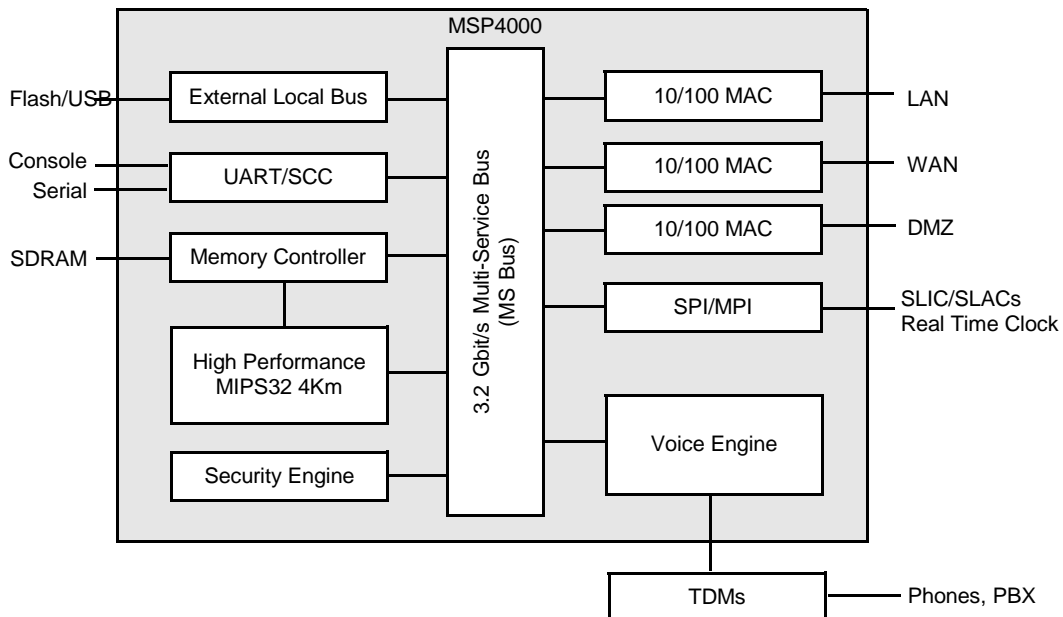 MSP4000
Flash/USB
External Local Bus
10/100 MAC
LAN
Console
Serial
UART/SCC
10/100 MAC
WAN
10/100 MAC
DMZ
SDRAM
Memory Controller
3.2 Gbit/s Multi-Service Bus
(MS Bus)
SPI/MPI
SLIC/SLACs
Real Time Clock
High Performance
MIPS32 4Km
Voice Engine
Security Engine
TDMs
Phones, PBX